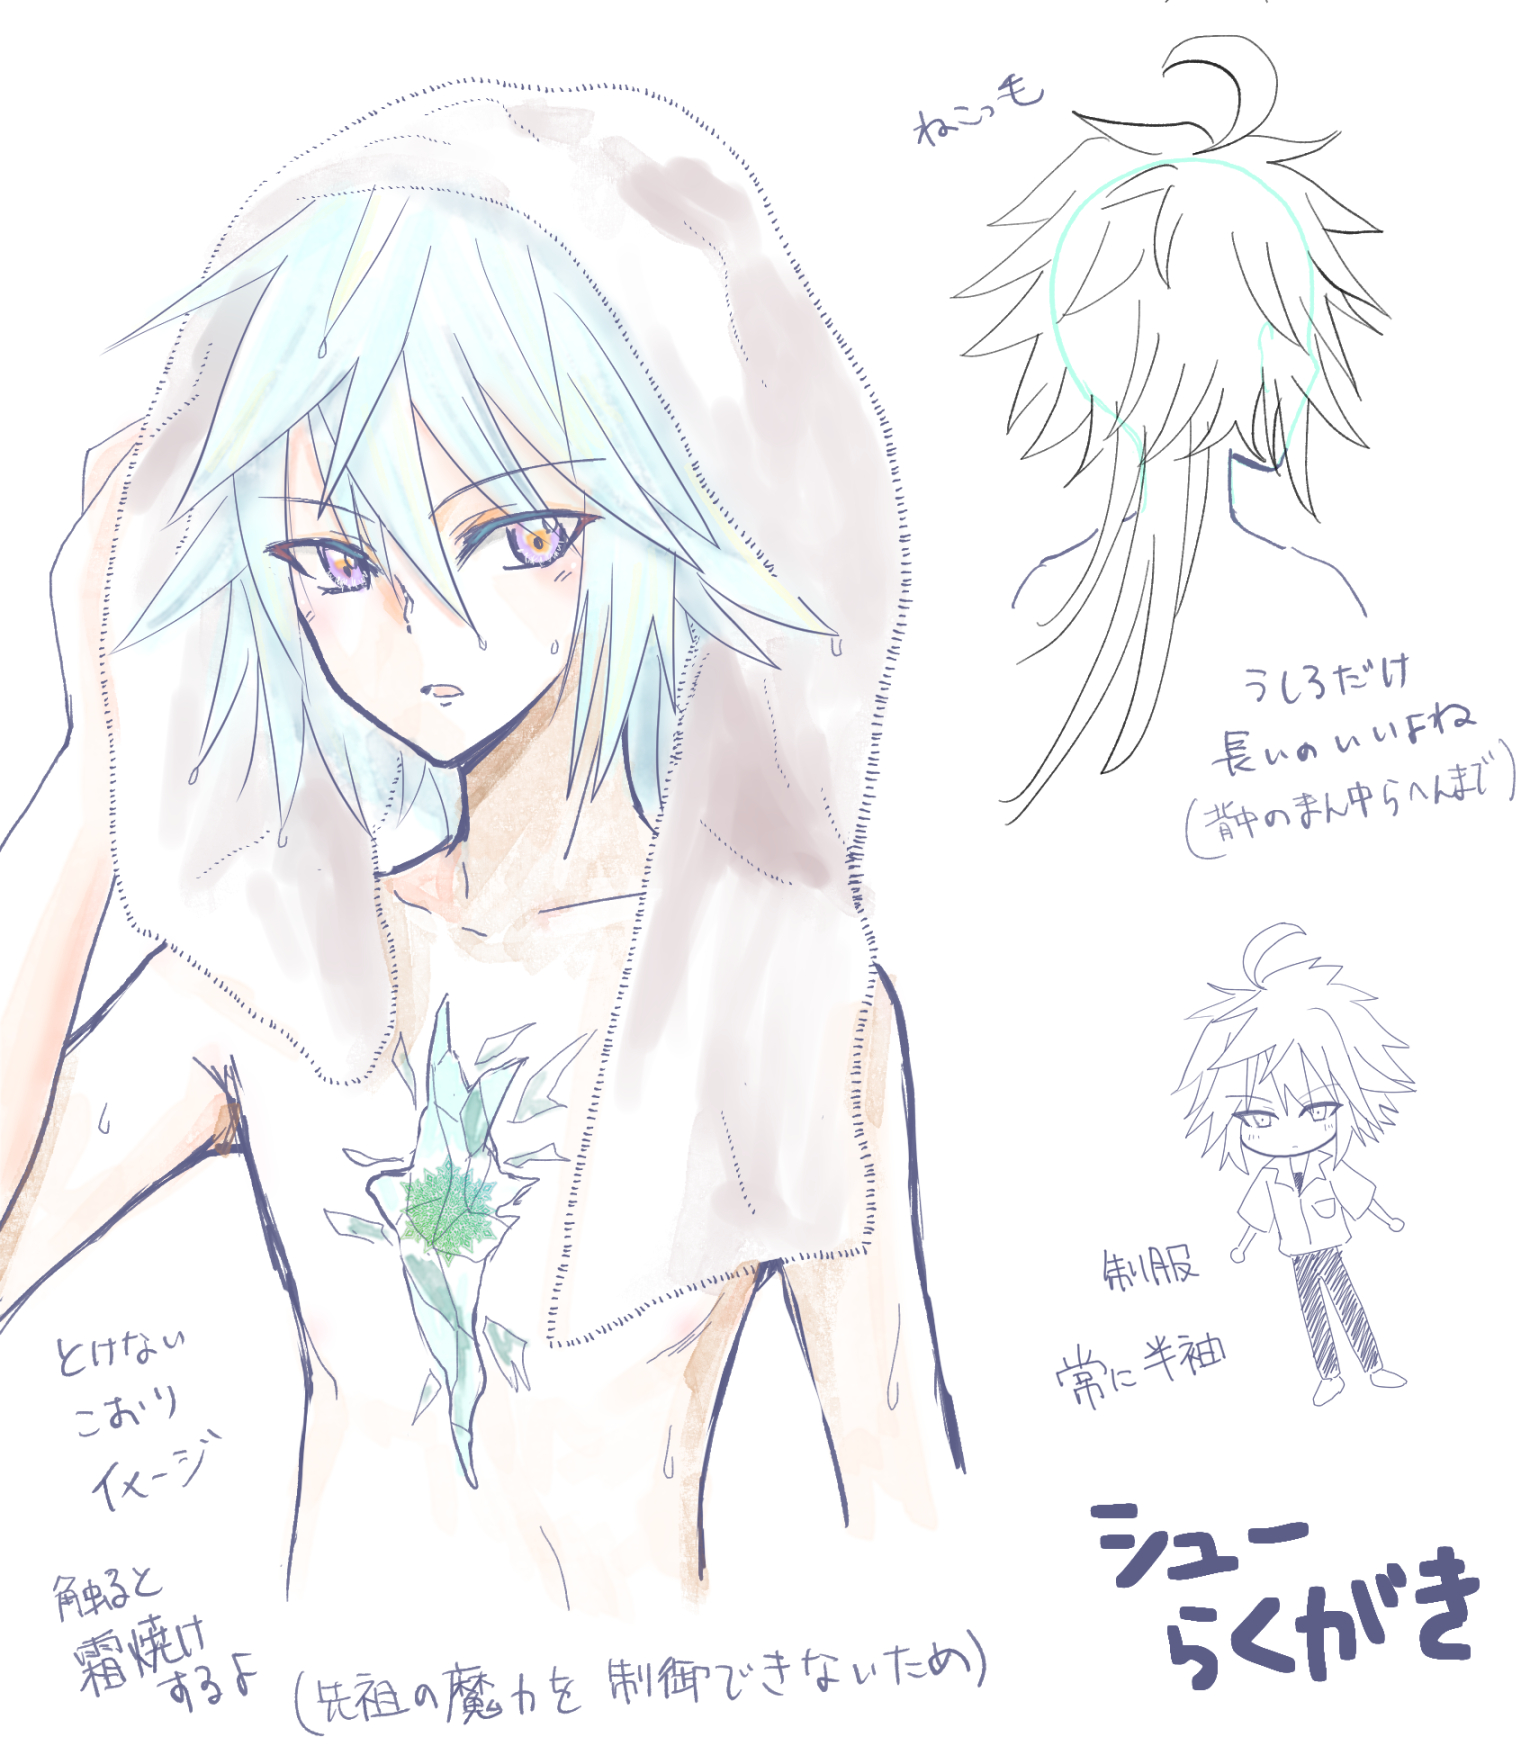 ねこっ毛
うしろだけ
長いのいいよね
(背中のまん中らへんまで)
制服
常に半袖
とけない
こおり
イメージ
触ると
霜焼け
するよ
(先祖の魔力を制御できないため)
シュー
らくがき